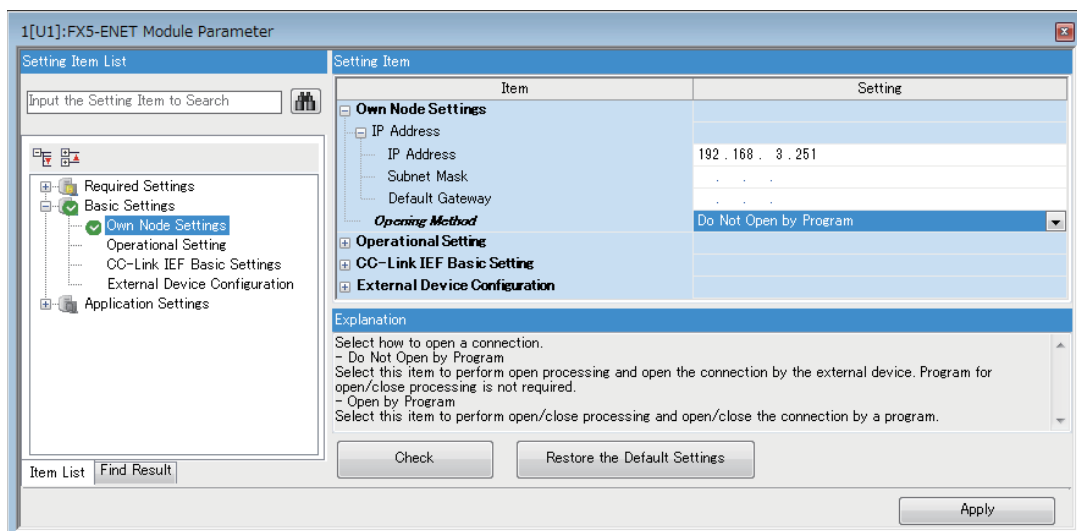 1[U1]:FX5-ENET Module Parameter
Setting Item List
Input the Setting Item to Search
Required Settings
Basic Settings
Own Node Settings
Operational Setting
CC-Link IEF Basic Settings
External Device Configuration
Application Settings
Item List Find Result
Setting Item
Item Setting
Own Node Settings
IP Address
IP Address 192 . 168 . 3 . 251
Subnet Mask . . .
Default Gateway . . .
Opening Method Do Not Open by Program
Operational Setting
CC-Link IEF Basic Setting
External Device Configuration
Explanation
Select how to open a connection.
- Do Not Open by Program
Select this item to perform open processing and open the connection by the external device. Program for
open/close processing is not required.
- Open by Program
Select this item to perform open/close processing and open/close the connection by a program.
Check Restore the Default Settings
Apply